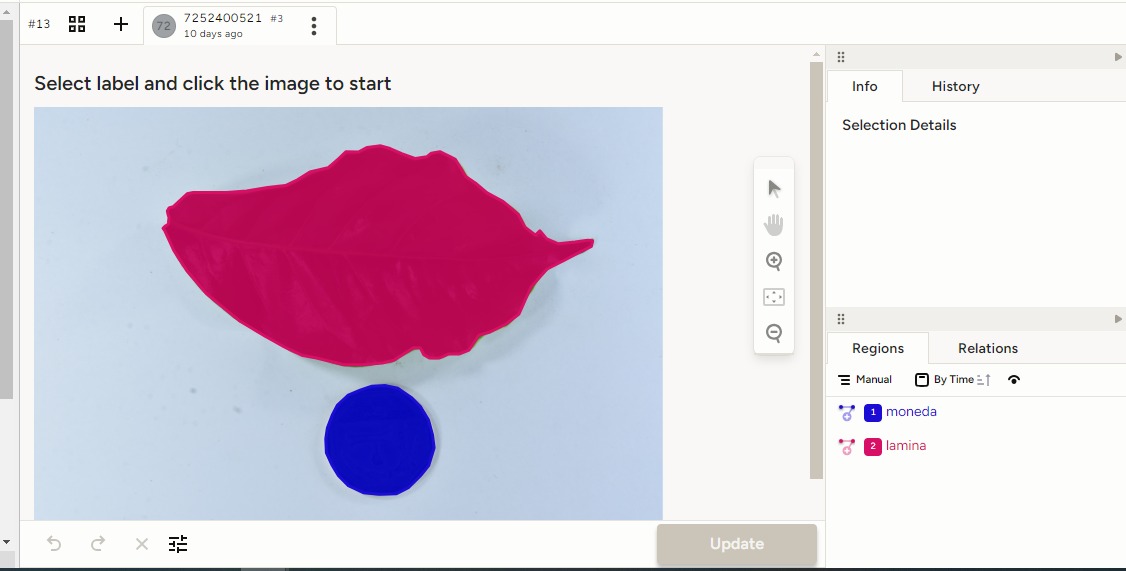 #13
72
7252400521 #3
10 days ago
Select label and click the image to start
Info
History
Selection Details
Regions
Relations
Manual
By Time
1 moneda
2 lamina
Update